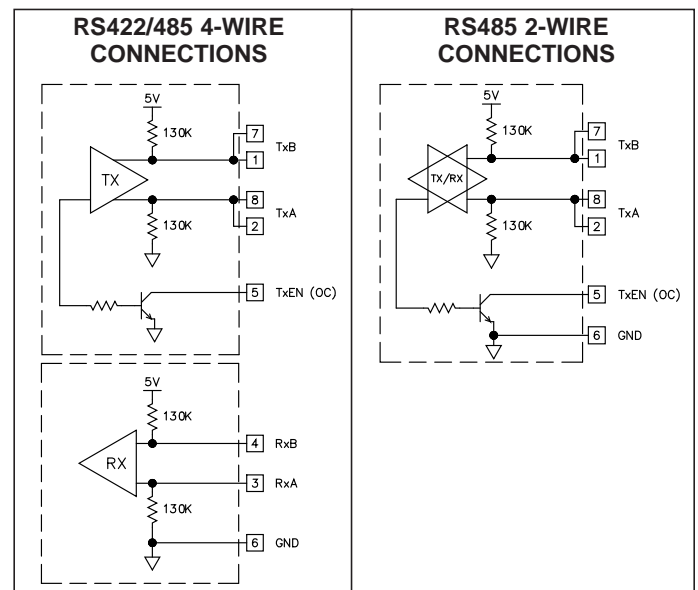 RS422/485 4-WIRE
CONNECTIONS
5V
130K
7
TxB
1
TX
8
TxA
2
130K
5 TxEN (OC)
5V
130K
4 RxB
RX
3 RxA
130K
6 GND
RS485 2-WIRE
CONNECTIONS
5V
130K
7
TxB
1
TX/RX
8
TxA
2
130K
5 TxEN (OC)
6 GND